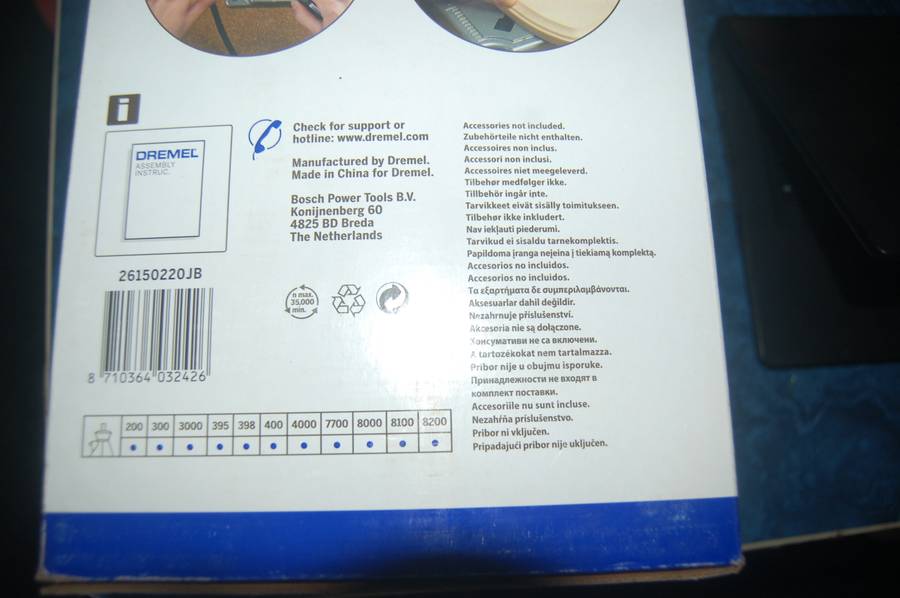 i
DREMEL
ASSEMBLY
INSTRUC.
26150220JB
8 710364 032426
Check for support or
hotline: www.dremel.com
Manufactured by Dremel.
Made in China for Dremel.
Bosch Power Tools B.V.
Konijnenberg 60
4825 BD Breda
The Netherlands
n max.
35,000
min.
Accessories not included.
Zubehörteile nicht enthalten.
Accessoires non inclus.
Accessori non inclusi.
Accessoires niet meegeleverd.
Tilbehør medfølger ikke.
Tillbehör ingår inte.
Tarvikkeet eivät sisälly toimitukseen.
Tilbehør ikke inkludert.
Nav iekļauti piederumi.
Tarvikud ei sisaldu tarnekomplektis.
Papildoma įranga neįeina į tiekiamą komplektą.
Accesorios no incluidos.
Accesorios no incluidos.
Τα εξαρτήματα δε συμπεριλαμβάνονται.
Aksesuarlar dahil değildir.
Nezahrnuje příslušenství.
Akcesoria nie są dołączone.
Консумативи не са включени.
A tartozékokat nem tartalmazza.
Pribor nije u obujmu isporuke.
Принадлежности не входят в
комплект поставки.
Accesoriile nu sunt incluse.
Nezahŕňa príslušenstvo.
Pribor ni vključen.
Pripadajući pribor nije uključen.
200 300 3000 395 398 400 4000 7700 8000 8100 8200